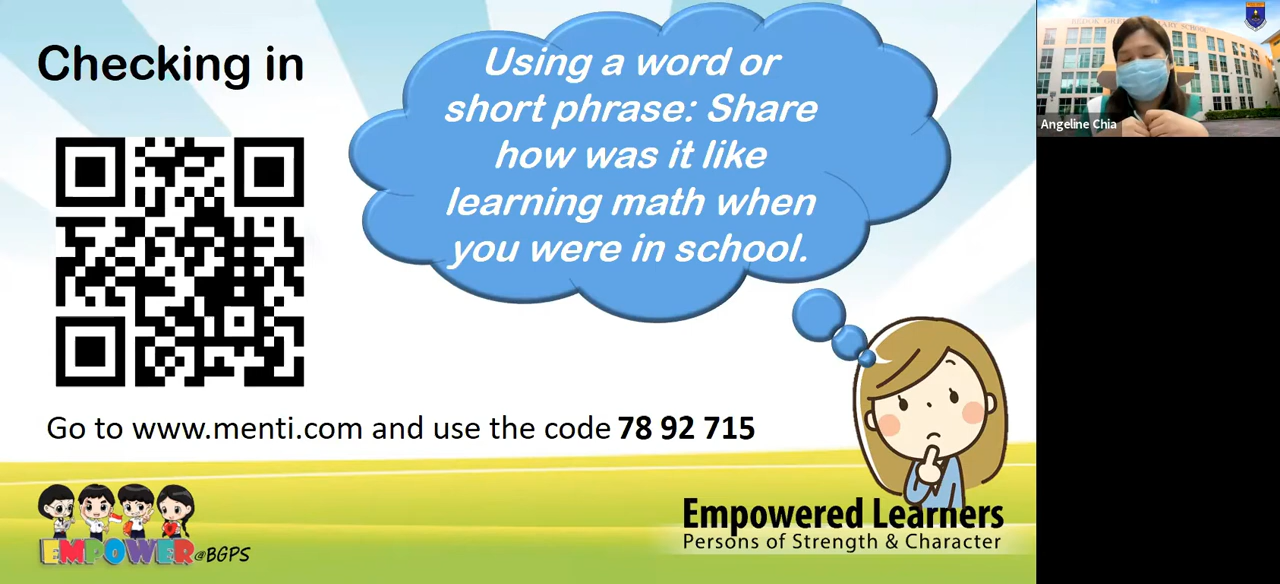 Checking in
Using a word or
short phrase: Share
how was it like
learning math when
you were in school.
Go to www.menti.com and use the code 78 92 715
EMPOWER@BGPS
Empowered Learners
Persons of Strength & Character
Angeline Chia